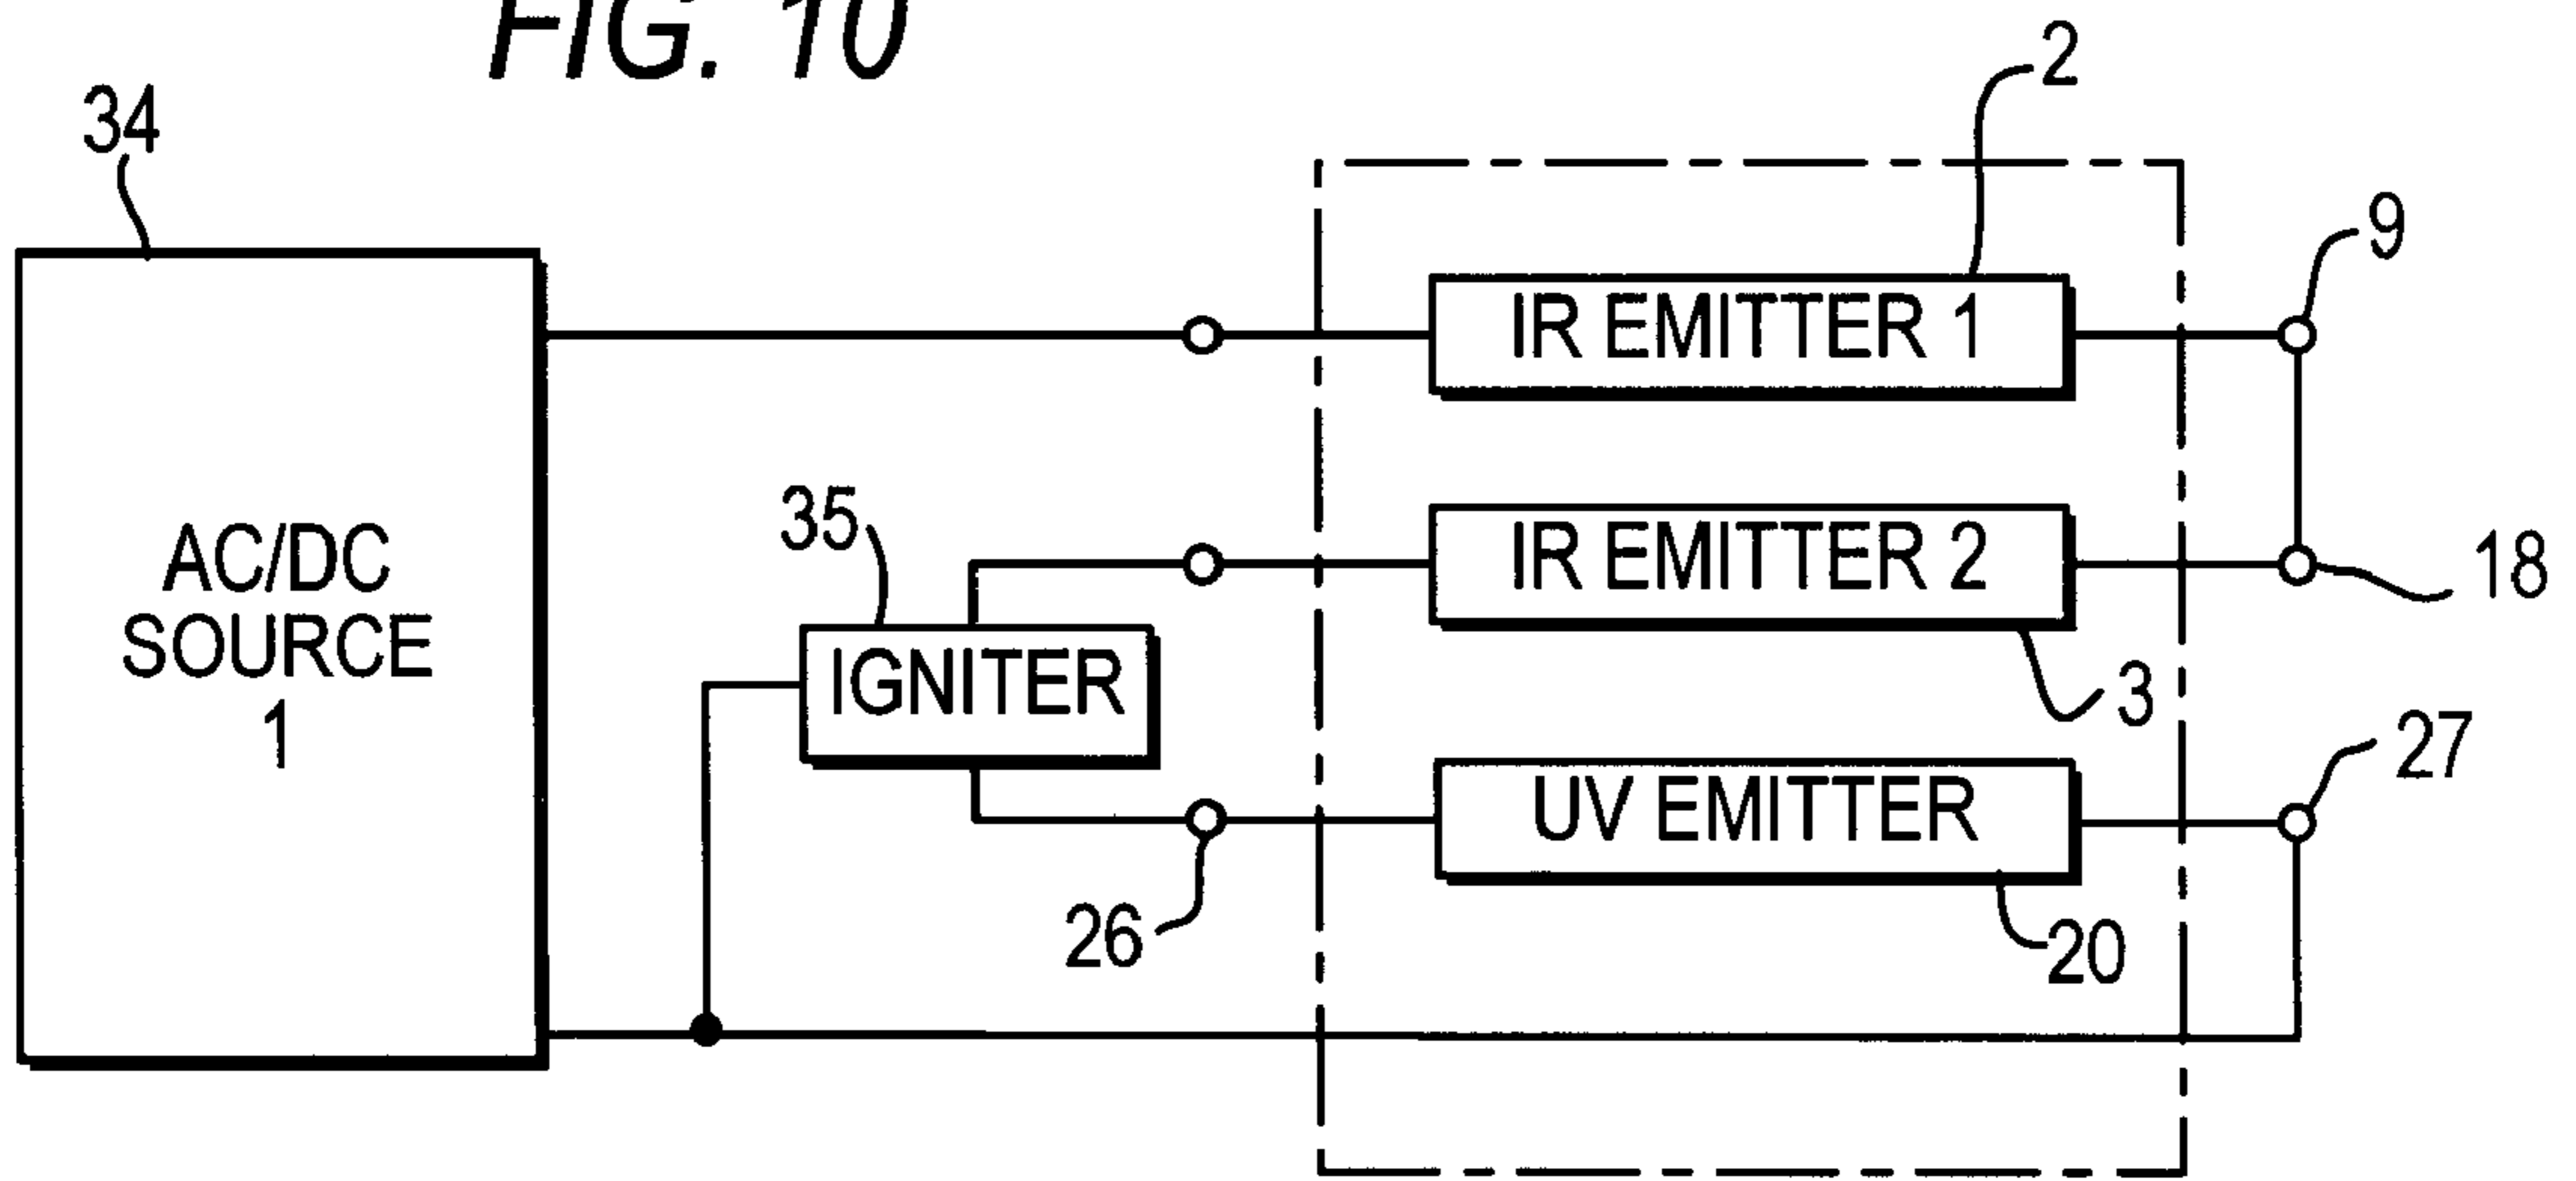 FIG. 10
34
2
9
IR EMITTER 1
35
IR EMITTER 2
18
AC/DC
SOURCE
1
IGNITER
3
27
UV EMITTER
26
20